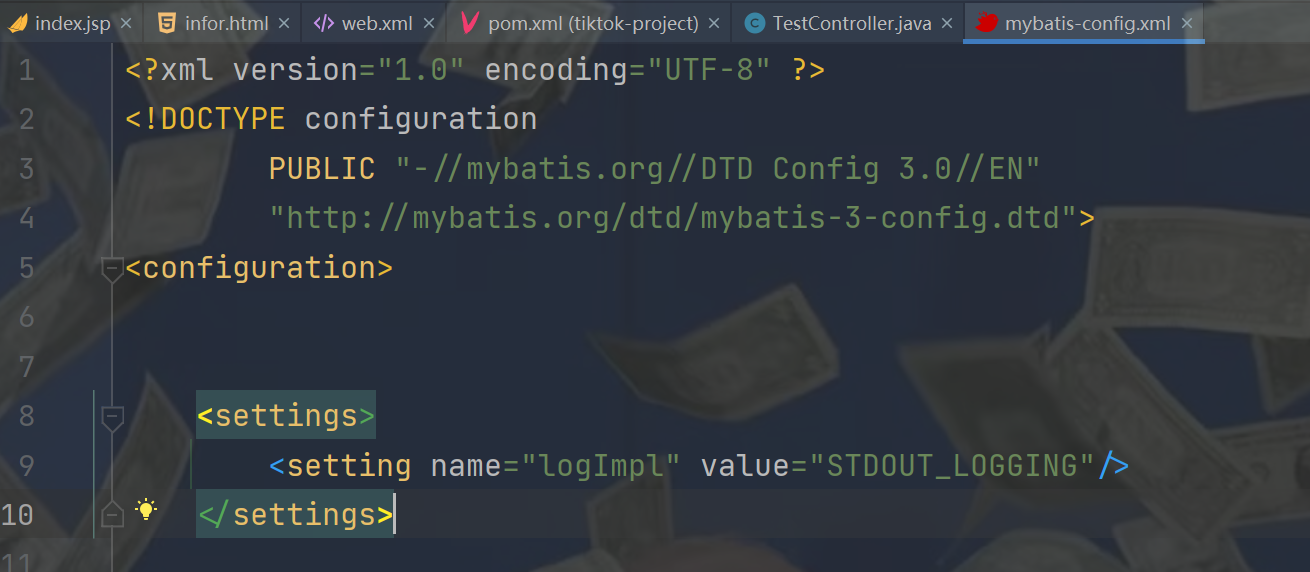 index.jsp × infor.html × </> web.xml × pom.xml (tiktok-project) × C TestController.java × mybatis-config.xml ×
1 <?xml version="1.0" encoding="UTF-8" ?>
2 <!DOCTYPE configuration
3 PUBLIC "-//mybatis.org//DTD Config 3.0//EN"
4 "http://mybatis.org/dtd/mybatis-3-config.dtd">
5 <configuration>
6
7
8 <settings>
9 <setting name="logImpl" value="STDOUT_LOGGING"/>
10 </settings>
11